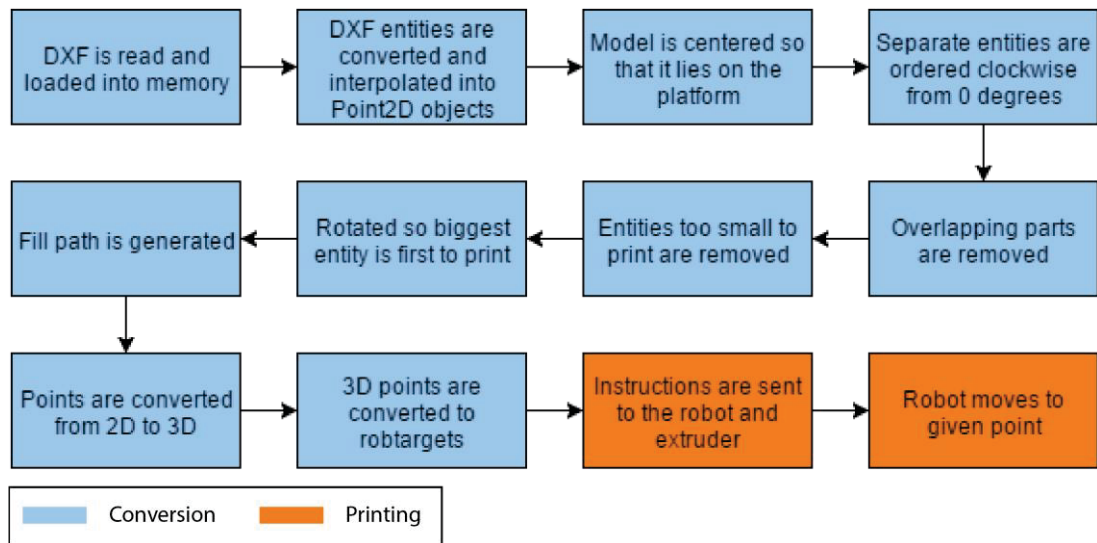 DXF is read and
loaded into memory
DXF entities are
converted and
interpolated into
Point2D objects
Model is centered so
that it lies on the
platform
Separate entities are
ordered clockwise
from 0 degrees
Overlapping parts
are removed
Entities too small to
print are removed
Rotated so biggest
entity is first to print
Fill path is generated
Points are converted
from 2D to 3D
3D points are
converted to
robtargets
Instructions are sent
to the robot and
extruder
Robot moves to
given point
Conversion
Printing